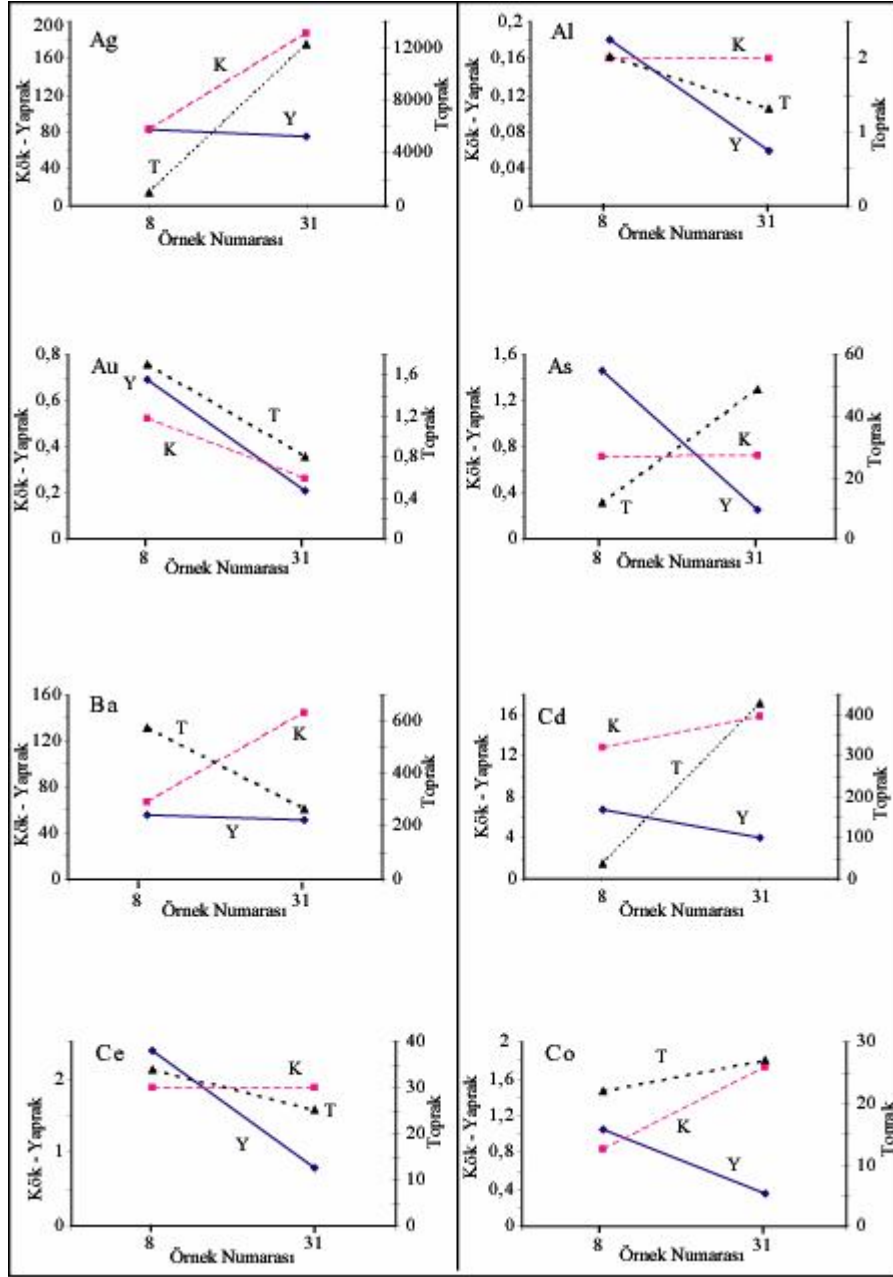 Ag
200
160
120
80
40
0
Kök - Yaprak
K
Y
T
12000
8000
4000
0
Toprak
8 31
Örnek Numarası
Al
0,2
0,16
0,12
0,08
0,04
0
Kök - Yaprak
K
T
Y
2
1
0
Toprak
8 31
Örnek Numarası
Au
0,8
0,6
0,4
0,2
0
Kök - Yaprak
Y
T
K
1,6
1,2
0,8
0,4
0
Toprak
8 31
Örnek Numarası
As
1,6
1,2
0,8
0,4
0
Kök - Yaprak
K
T
Y
60
40
20
0
Toprak
8 31
Örnek Numarası
Ba
160
120
80
40
0
Kök - Yaprak
T
K
Y
600
400
200
0
Toprak
8 31
Örnek Numarası
Cd
16
12
8
4
0
Kök - Yaprak
K
T
Y
400
300
200
100
0
Toprak
8 31
Örnek Numarası
Ce
2
1
0
Kök - Yaprak
K
T
Y
40
30
20
10
0
Toprak
8 31
Örnek Numarası
Co
2
1,6
1,2
0,8
0,4
0
Kök - Yaprak
T
K
Y
30
20
10
0
Toprak
8 31
Örnek Numarası